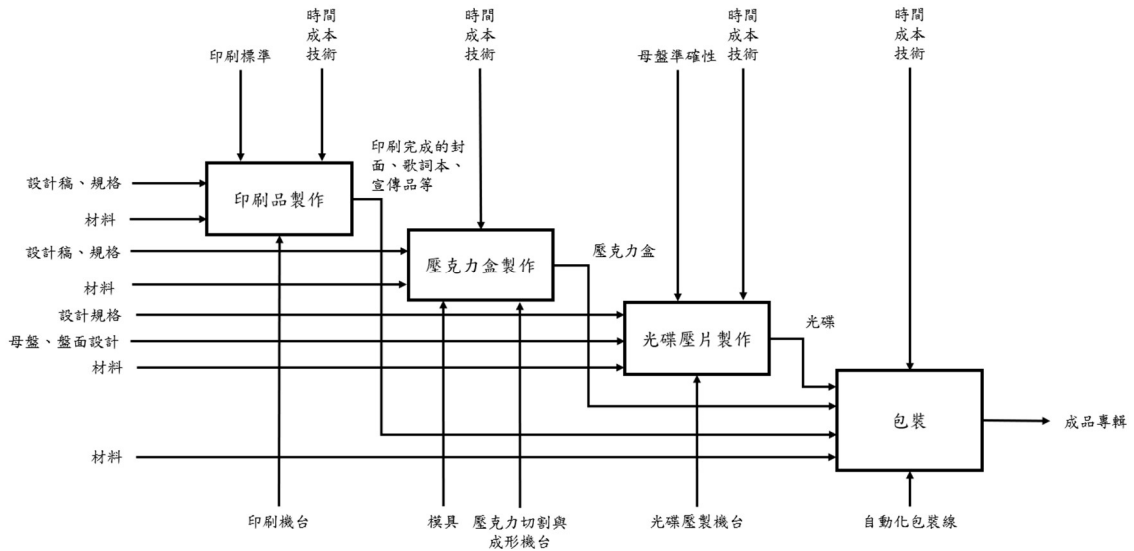 時間
成本
技術
印刷標準
時間
成本
技術
時間
成本
技術
母盤準確性
時間
成本
技術
印刷完成的封
面、歌詞本、
宣傳品等
設計稿、規格
材料
印刷品製作
設計稿、規格
材料
壓克力盒製作
壓克力盒
設計規格
母盤、盤面設計
材料
光碟壓片製作
光碟
材料
包裝
成品專輯
印刷機台
模具
壓克力切割與
成形機台
光碟壓製機台
自動化包裝線